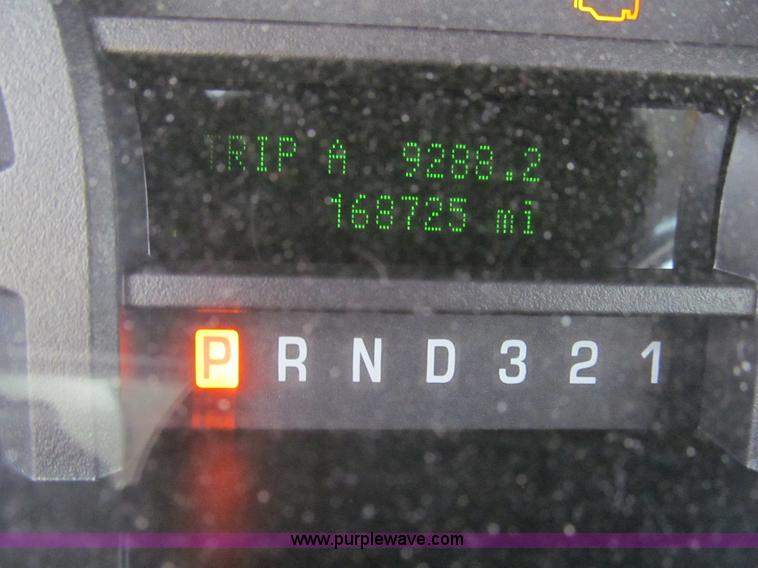 TRIP A 9288.2
168725 mi
P R N D 3 2 1
www.purplewave.com